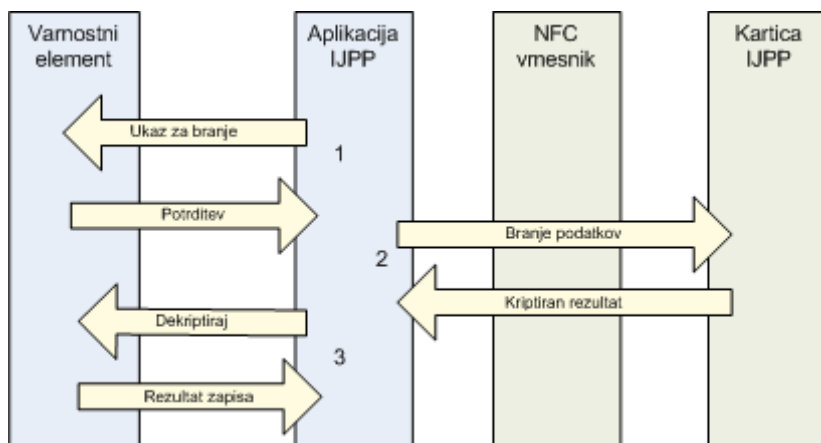 Varnostni
element
Aplikacija
IJPP
NFC
vmesnik
Kartica
IJPP
Ukaz za branje
1
Potrditev
Branje podatkov
2
Kriptiran rezultat
Dekriptiraj
3
Rezultat zapisa